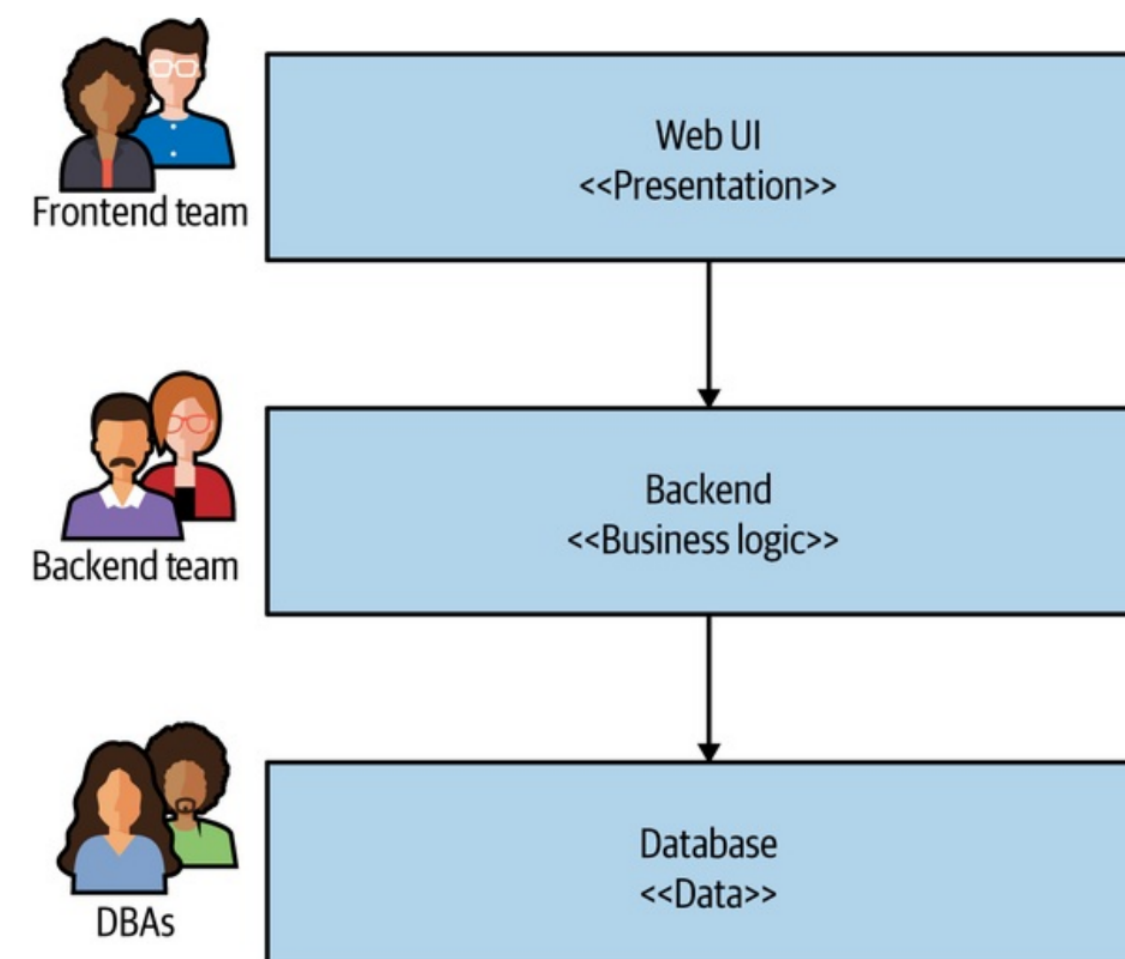 Web UI
<<Presentation>>
Frontend team
Backend
<<Business logic>>
Backend team
Database
<<Data>>
DBAs